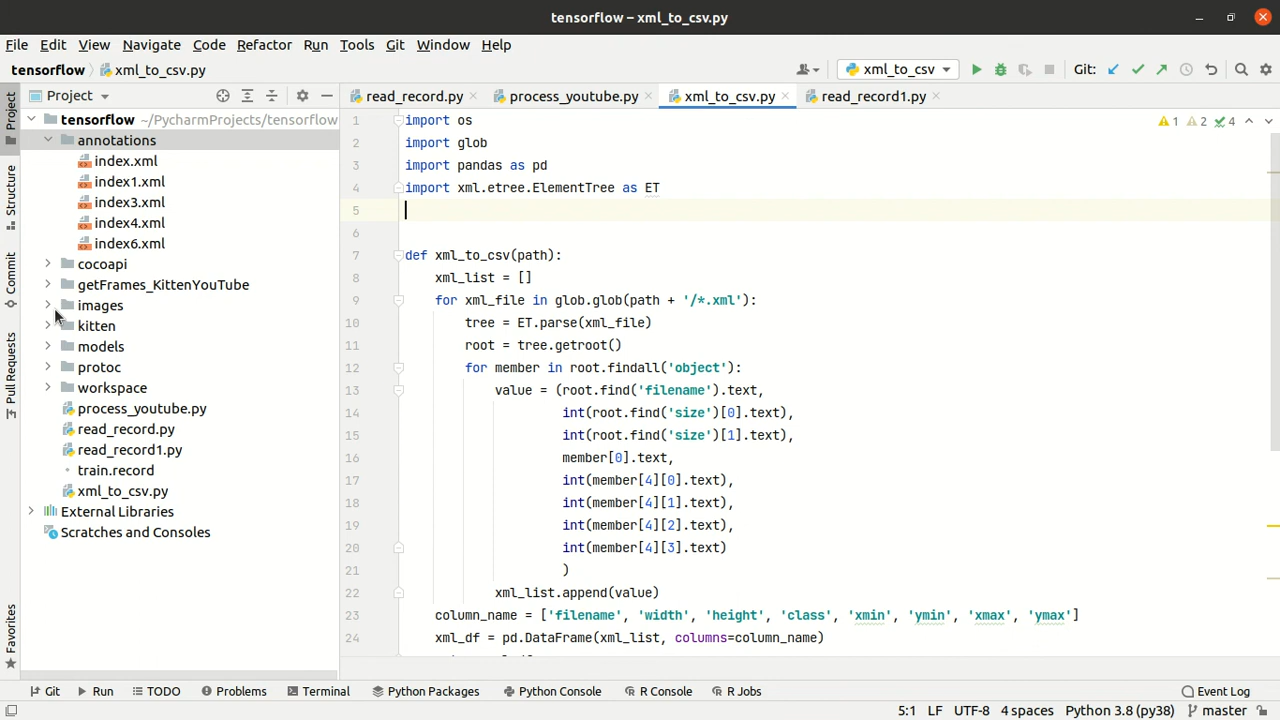 tensorflow – xml_to_csv.py
File Edit View Navigate Code Refactor Run Tools Git Window Help
tensorflow xml_to_csv.py xml_to_csv Git:
Project
read_record.py process_youtube.py xml_to_csv.py read_record1.py
tensorflow ~/PycharmProjects/tensorflow
annotations
index.xml
index1.xml
index3.xml
index4.xml
index6.xml
cocoapi
getFrames_KittenYouTube
images
kitten
models
protoc
workspace
process_youtube.py
read_record.py
read_record1.py
train.record
xml_to_csv.py
External Libraries
Scratches and Consoles
Project
Structure
Commit
Pull Requests
Favorites
1 2 4
1 import os
2 import glob
3 import pandas as pd
4 import xml.etree.ElementTree as ET
5
6
7 def xml_to_csv(path):
8 xml_list = []
9 for xml_file in glob.glob(path + '/*.xml'):
10 tree = ET.parse(xml_file)
11 root = tree.getroot()
12 for member in root.findall('object'):
13 value = (root.find('filename').text,
14 int(root.find('size')[0].text),
15 int(root.find('size')[1].text),
16 member[0].text,
17 int(member[4][0].text),
18 int(member[4][1].text),
19 int(member[4][2].text),
20 int(member[4][3].text)
21 )
22 xml_list.append(value)
23 column_name = ['filename', 'width', 'height', 'class', 'xmin', 'ymin', 'xmax', 'ymax']
24 xml_df = pd.DataFrame(xml_list, columns=column_name)
Git Run TODO Problems Terminal Python Packages Python Console R Console R Jobs Event Log
5:1 LF UTF-8 4 spaces Python 3.8 (py38) master